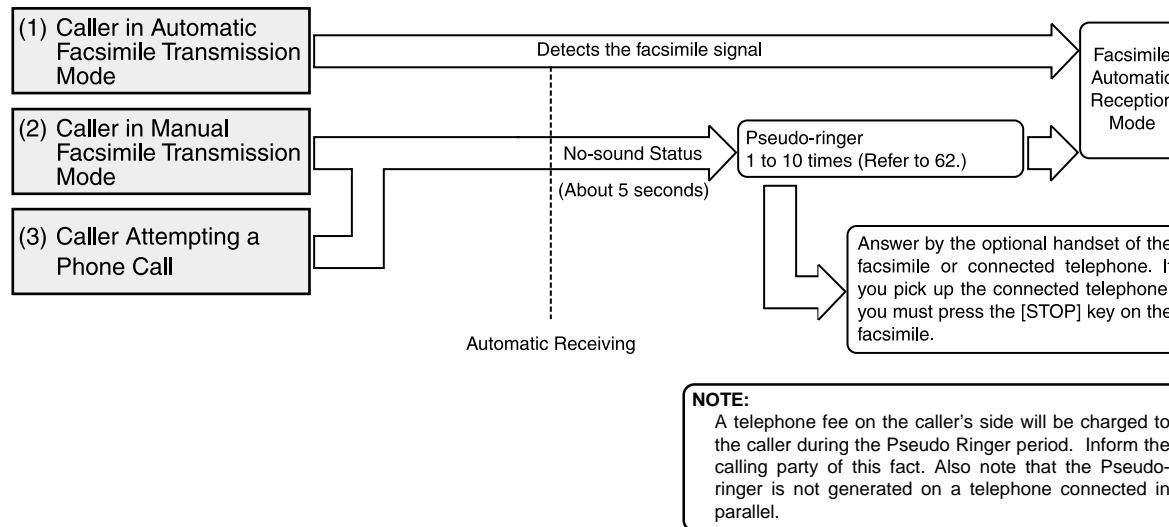 (1) Caller in Automatic
Facsimile Transmission
Mode
Detects the facsimile signal
Facsimile
Automatic
Reception
Mode
(2) Caller in Manual
Facsimile Transmission
Mode
No-sound Status
(About 5 seconds)
Pseudo-ringer
1 to 10 times (Refer to 62.)
(3) Caller Attempting a
Phone Call
Answer by the optional handset of the
facsimile or connected telephone. If
you pick up the connected telephone
you must press the [STOP] key on the
facsimile.
Automatic Receiving
NOTE:
A telephone fee on the caller's side will be charged to
the caller during the Pseudo Ringer period. Inform the
calling party of this fact. Also note that the Pseudo-
ringer is not generated on a telephone connected in
parallel.